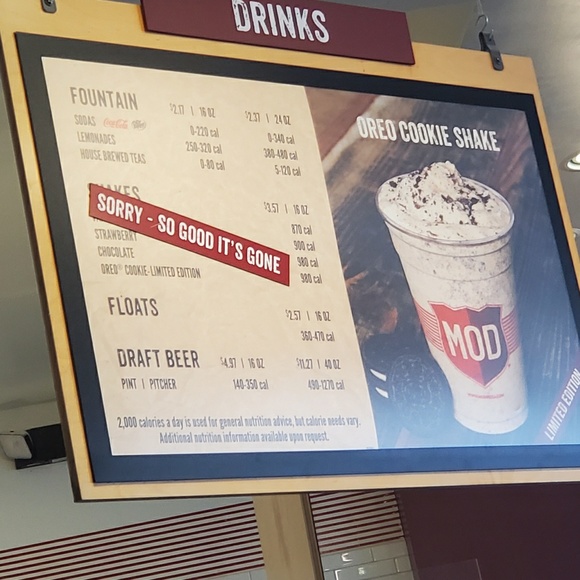 DRINKS
FOUNTAIN
$2.17 | 16 OZ $2.37 | 24 OZ
SODAS Coca-Cola 0-220 cal 0-340 cal
LEMONADES 250-320 cal 380-480 cal
HOUSE BREWED TEAS 0-80 cal 5-120 cal
$3.57 | 16 OZ
870 cal
SORRY - SO GOOD IT'S GONE
STRAWBERRY 900 cal
CHOCOLATE 980 cal
OREO® COOKIE-LIMITED EDITION 980 cal
FLOATS
$2.57 | 16 OZ
360-470 cal
DRAFT BEER $4.97 | 16 OZ $11.27 | 40 OZ
PINT | PITCHER 140-350 cal 490-1270 cal
2,000 calories a day is used for general nutrition advice, but calorie needs vary.
Additional nutrition information available upon request.
OREO COOKIE SHAKE
MOD
LIMITED EDITION